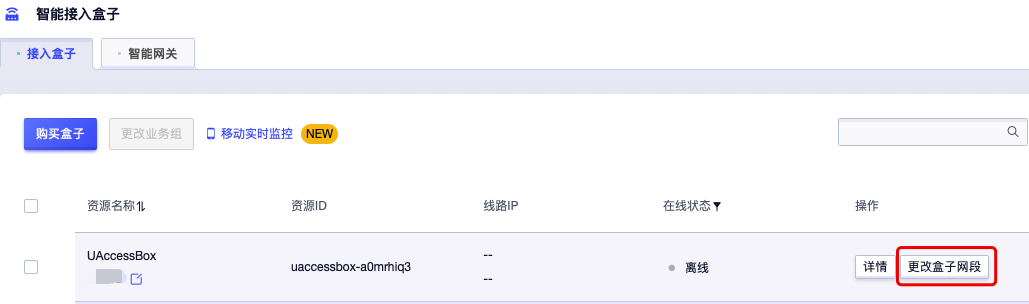 智能接入盒子
接入盒子 智能网关
购买盒子 更改业务组 移动实时监控 NEW
资源名称 资源ID 线路IP 在线状态 操作
UAccessBox
uaccessbox-a0mrhiq3
--
--
离线
详情 更改盒子网段